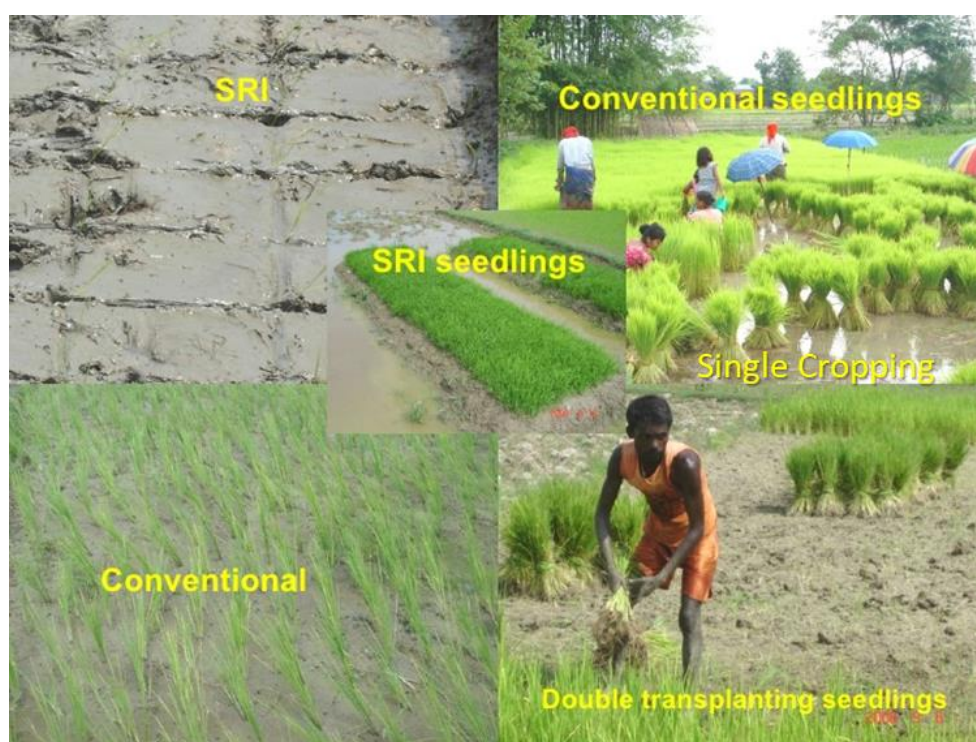 SRI
Conventional seedlings
SRI seedlings
Single Cropping
Conventional
Double transplanting seedlings